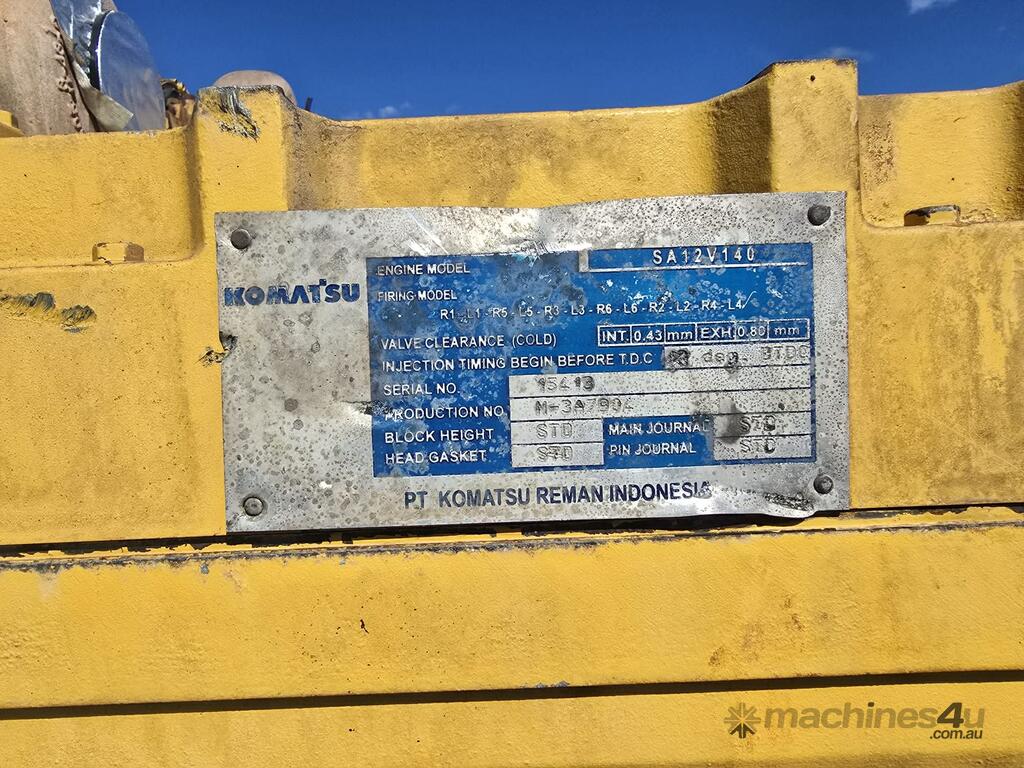 ENGINE MODEL SA12V140
KOMATSU
FIRING MODEL
R1 - L1 - R5 - L5 - R3 - L3 - R6 - L6 - R2 - L2 - R4 - L4
VALVE CLEARANCE (COLD) INT. 0.43 mm EXH. 0.80 mm
INJECTION TIMING BEGIN BEFORE T.D.C deg. BTDC
SERIAL NO. 15413
PRODUCTION NO
BLOCK HEIGHT STD MAIN JOURNAL STD
HEAD GASKET STD PIN JOURNAL STD
PT KOMATSU REMAN INDONESIA
machines4u
.com.au